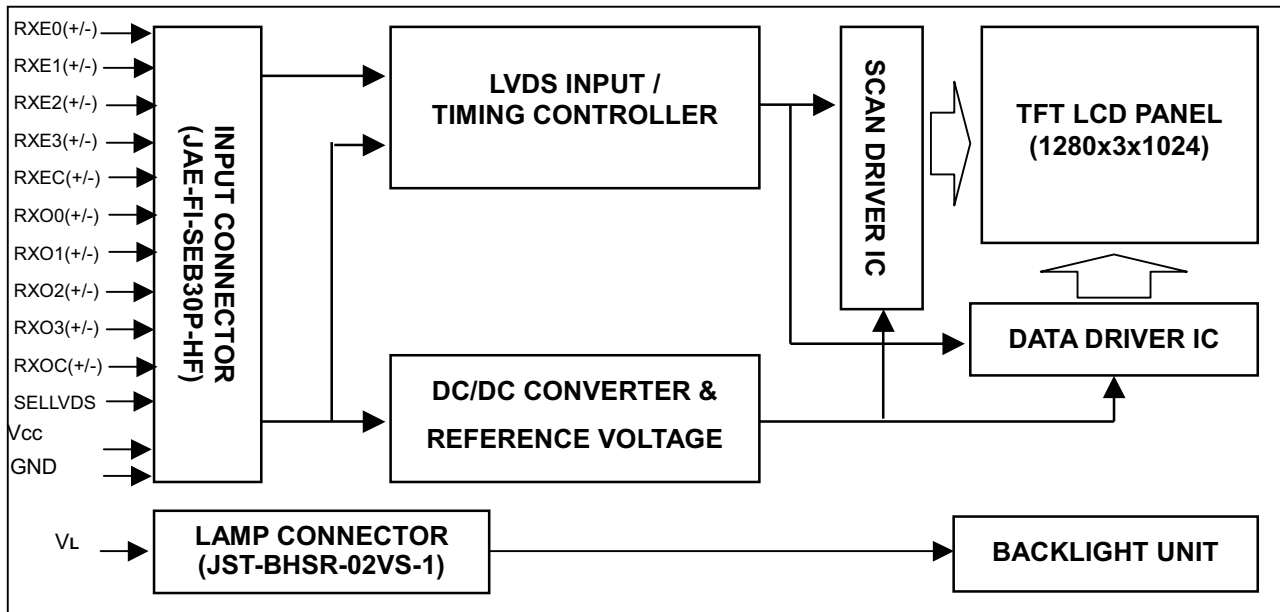 RXE0(+/-)
RXE1(+/-)
RXE2(+/-)
RXE3(+/-)
RXEC(+/-)
RXO0(+/-)
RXO1(+/-)
RXO2(+/-)
RXO3(+/-)
RXOC(+/-)
SELLVDS
Vcc
GND
INPUT CONNECTOR
(JAE-FI-SEB30P-HF)
LVDS INPUT /
TIMING CONTROLLER
SCAN DRIVER IC
TFT LCD PANEL
(1280x3x1024)
DATA DRIVER IC
DC/DC CONVERTER &
REFERENCE VOLTAGE
VL
LAMP CONNECTOR
(JST-BHSR-02VS-1)
BACKLIGHT UNIT